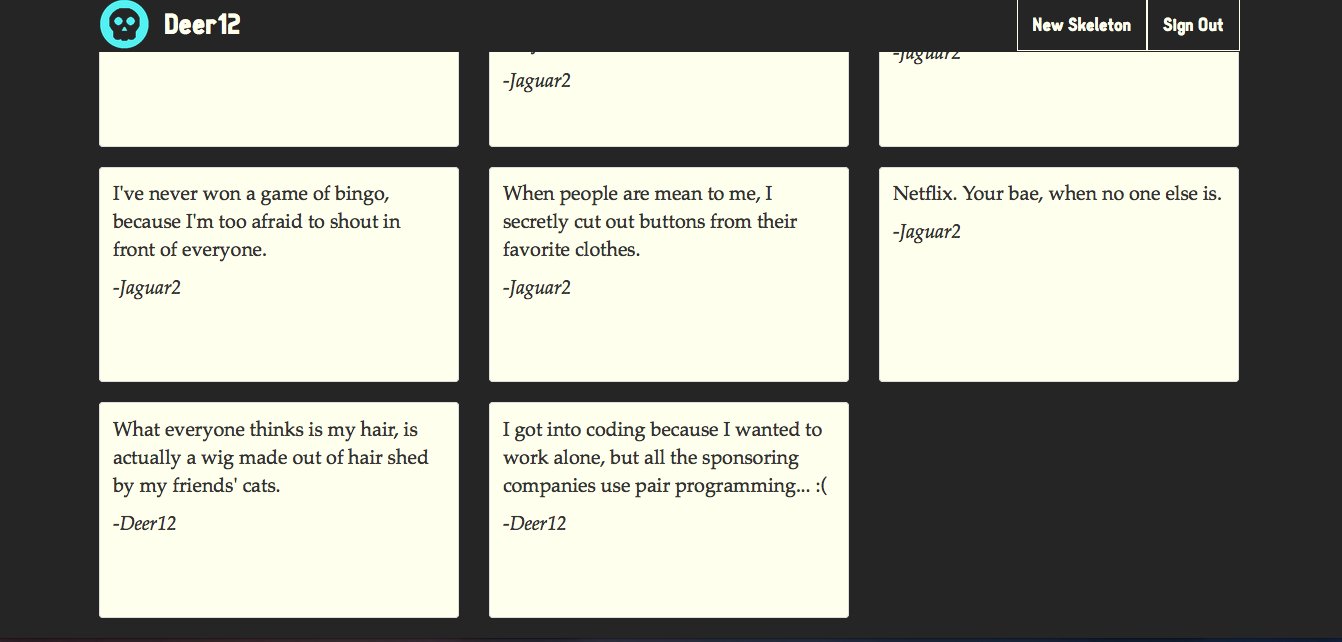 Deer12
New Skeleton
Sign Out
-Jaguar2
-Jaguar2
I've never won a game of bingo,
because I'm too afraid to shout in
front of everyone.
-Jaguar2
When people are mean to me, I
secretly cut out buttons from their
favorite clothes.
-Jaguar2
Netflix. Your bae, when no one else is.
-Jaguar2
What everyone thinks is my hair, is
actually a wig made out of hair shed
by my friends' cats.
-Deer12
I got into coding because I wanted to
work alone, but all the sponsoring
companies use pair programming... :(
-Deer12